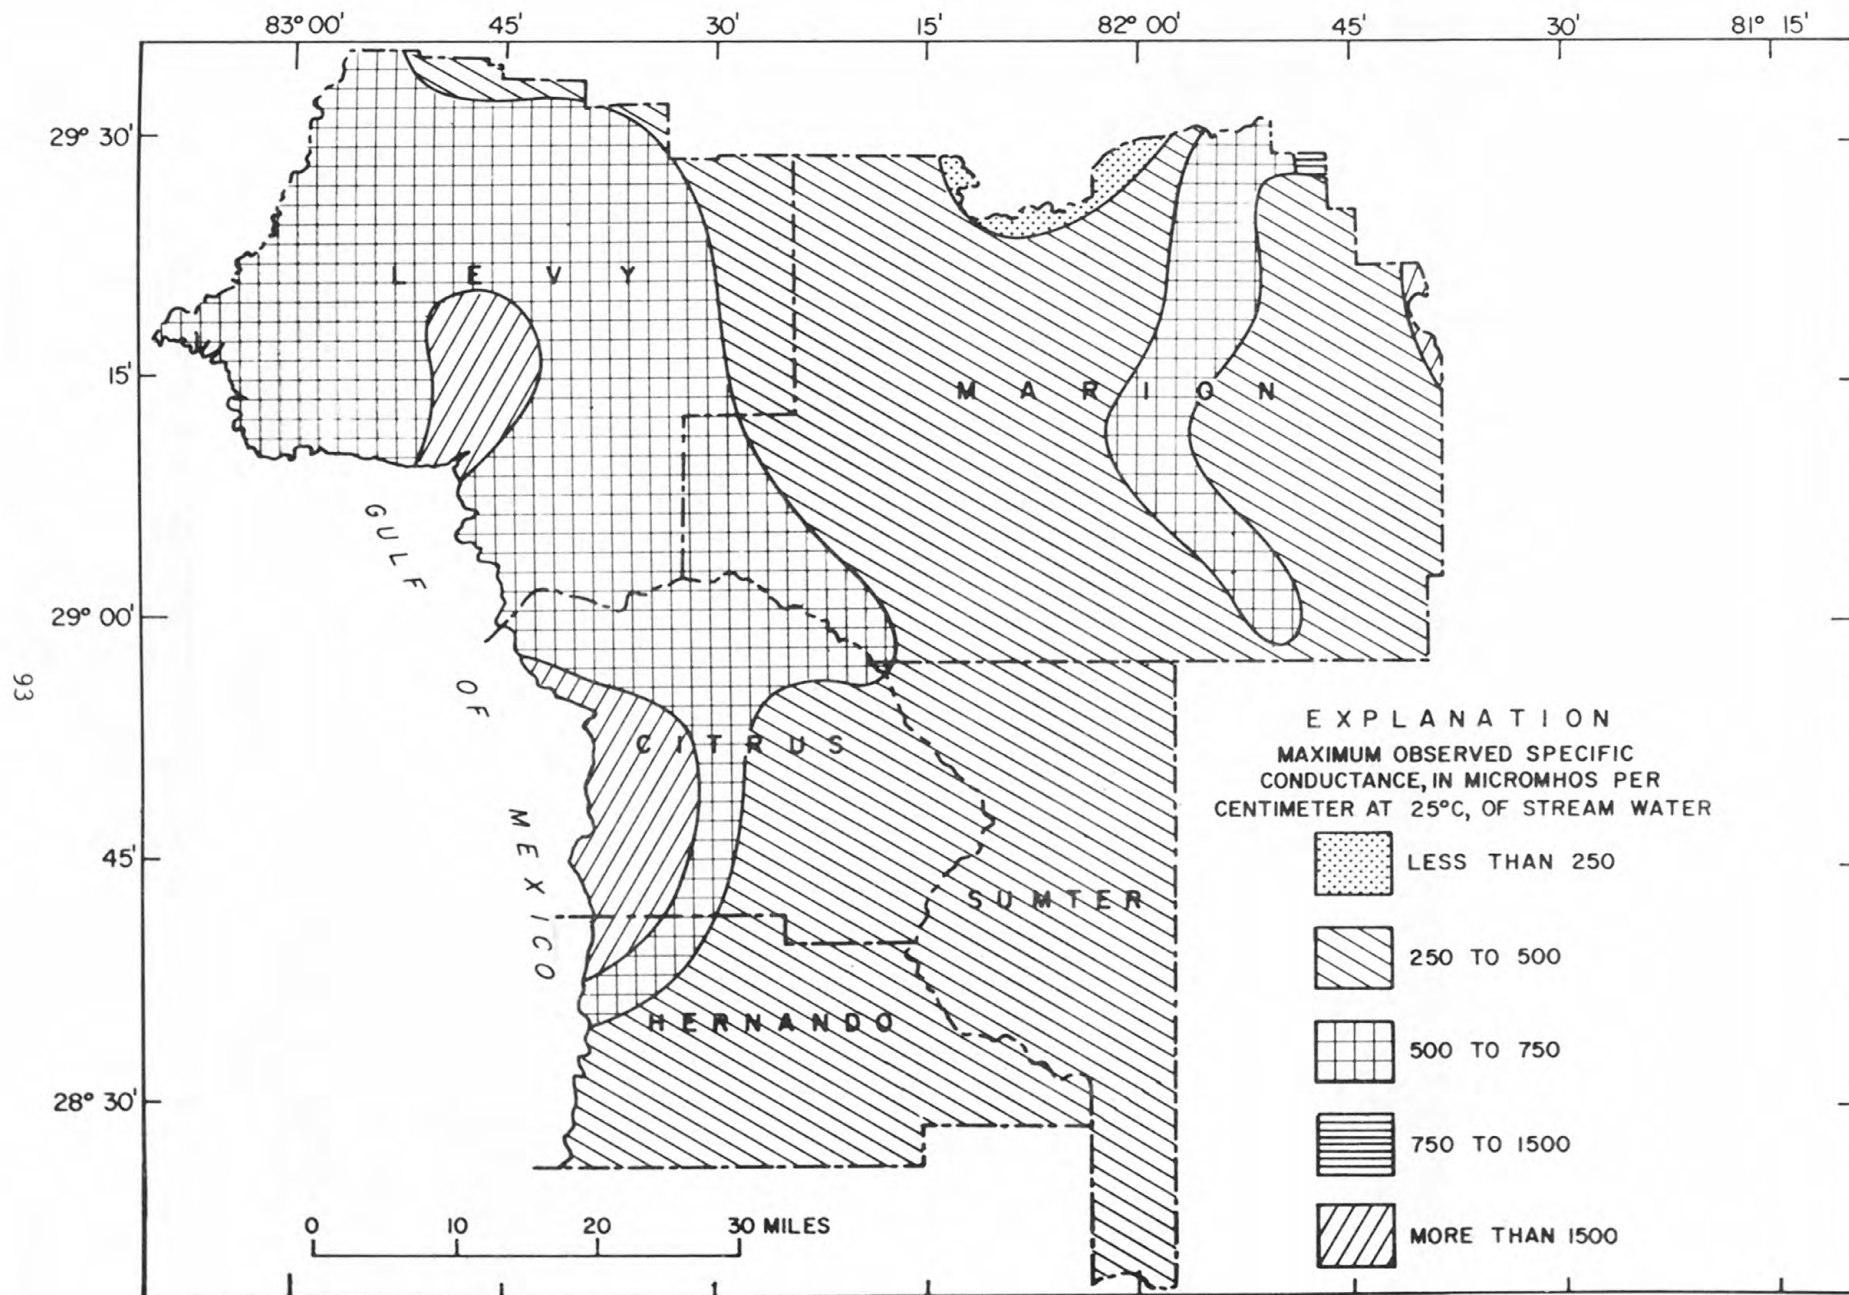 83° 00' 45' 30' 15' 82° 00' 45' 30' 81° 15'
29° 30'
15'
29° 00'
45'
28° 30'
LEVY
MARION
CITRUS
SUMTER
HERNANDO
GULF OF MEXICO
93
EXPLANATION
MAXIMUM OBSERVED SPECIFIC
CONDUCTANCE, IN MICROMHOS PER
CENTIMETER AT 25°C, OF STREAM WATER
LESS THAN 250
250 TO 500
500 TO 750
750 TO 1500
MORE THAN 1500
0 10 20 30 MILES